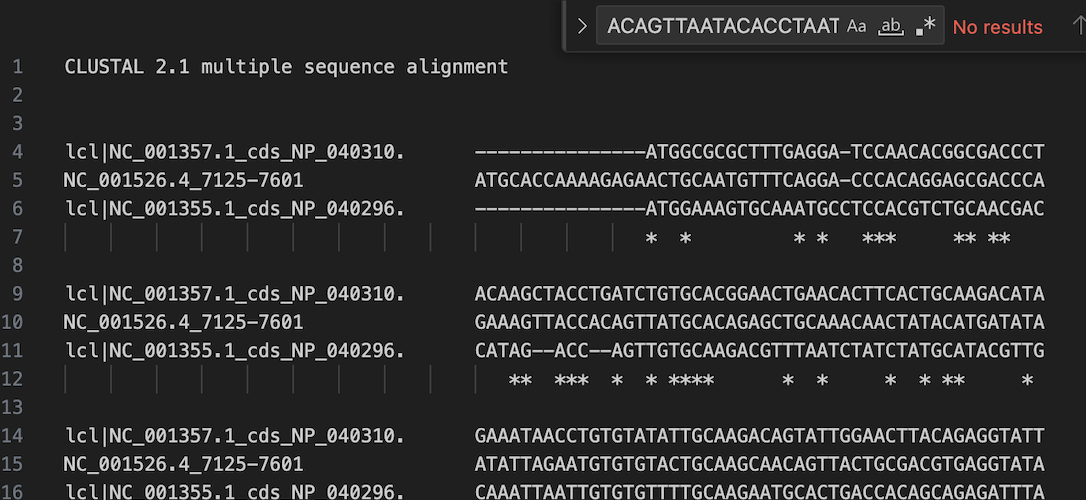 ACAGTTAATACACCTAAT Aa ab .* No results
1 CLUSTAL 2.1 multiple sequence alignment
2
3
4 lcl|NC_001357.1_cds_NP_040310. ---------------ATGGCGCGCTTTGAGGA-TCCAACACGGCGACCCT
5 NC_001526.4_7125-7601 ATGCACCAAAAGAGAACTGCAATGTTTCAGGA-CCCACAGGAGCGACCCA
6 lcl|NC_001355.1_cds_NP_040296. ---------------ATGGAAAGTGCAAATGCCTCCACGTCTGCAACGAC
7 * * * * *** ** **
8
9 lcl|NC_001357.1_cds_NP_040310. ACAAGCTACCTGATCTGTGCACGGAACTGAACACTTCACTGCAAGACATA
10 NC_001526.4_7125-7601 GAAAGTTACCACAGTTATGCACAGAGCTGCAAACAACTATACATGATATA
11 lcl|NC_001355.1_cds_NP_040296. CATAG--ACC--AGTTGTGCAAGACGTTTAATCTATCTATGCATACGTTG
12 ** *** * * **** * * * * ** *
13
14 lcl|NC_001357.1_cds_NP_040310. GAAATAACCTGTGTATATTGCAAGACAGTATTGGAACTTACAGAGGTATT
15 NC_001526.4_7125-7601 ATATTAGAATGTGTGTACTGCAAGCAACAGTTACTGCGACGTGAGGTATA
16 lcl|NC_001355.1_cds_NP_040296. CAAATTAATTGTGTGTTTTGCAAGAATGCACTGACCACAGCAGAGATTTA